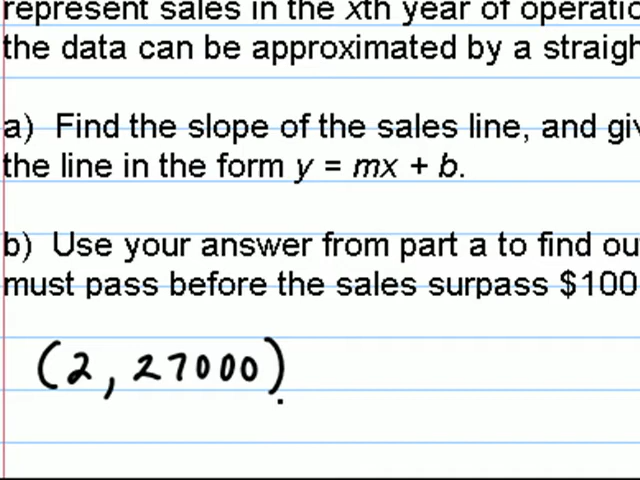 represent sales in the xth year of operatio
the data can be approximated by a straigh
a) Find the slope of the sales line, and giv
the line in the form y = mx + b.
b) Use your answer from part a to find ou
must pass before the sales surpass $100
(2, 27000)